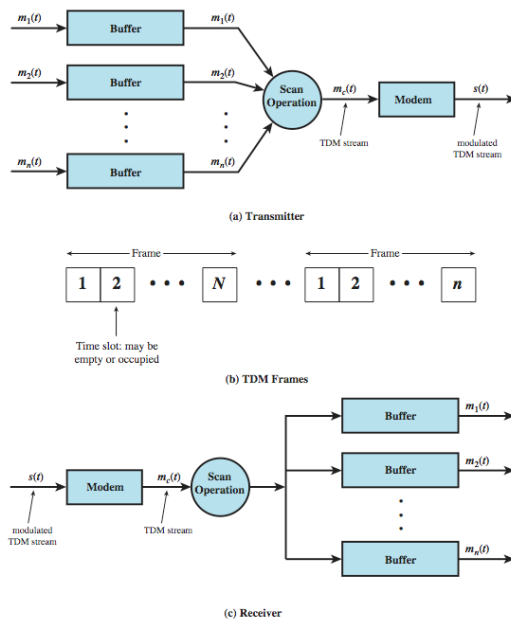 m1(t) Buffer m1(t)
m2(t) Buffer m2(t)
Scan
Operation
mc(t) Modem s(t)
TDM stream
modulated
TDM stream
mn(t) Buffer mn(t)
(a) Transmitter
Frame Frame
1 2 • • • N • • • 1 2 • • • n
Time slot: may be
empty or occupied
(b) TDM Frames
Buffer m1(t)
s(t) Modem mc(t) Scan
Operation
Buffer m2(t)
modulated
TDM stream
TDM stream
Buffer mn(t)
(c) Receiver